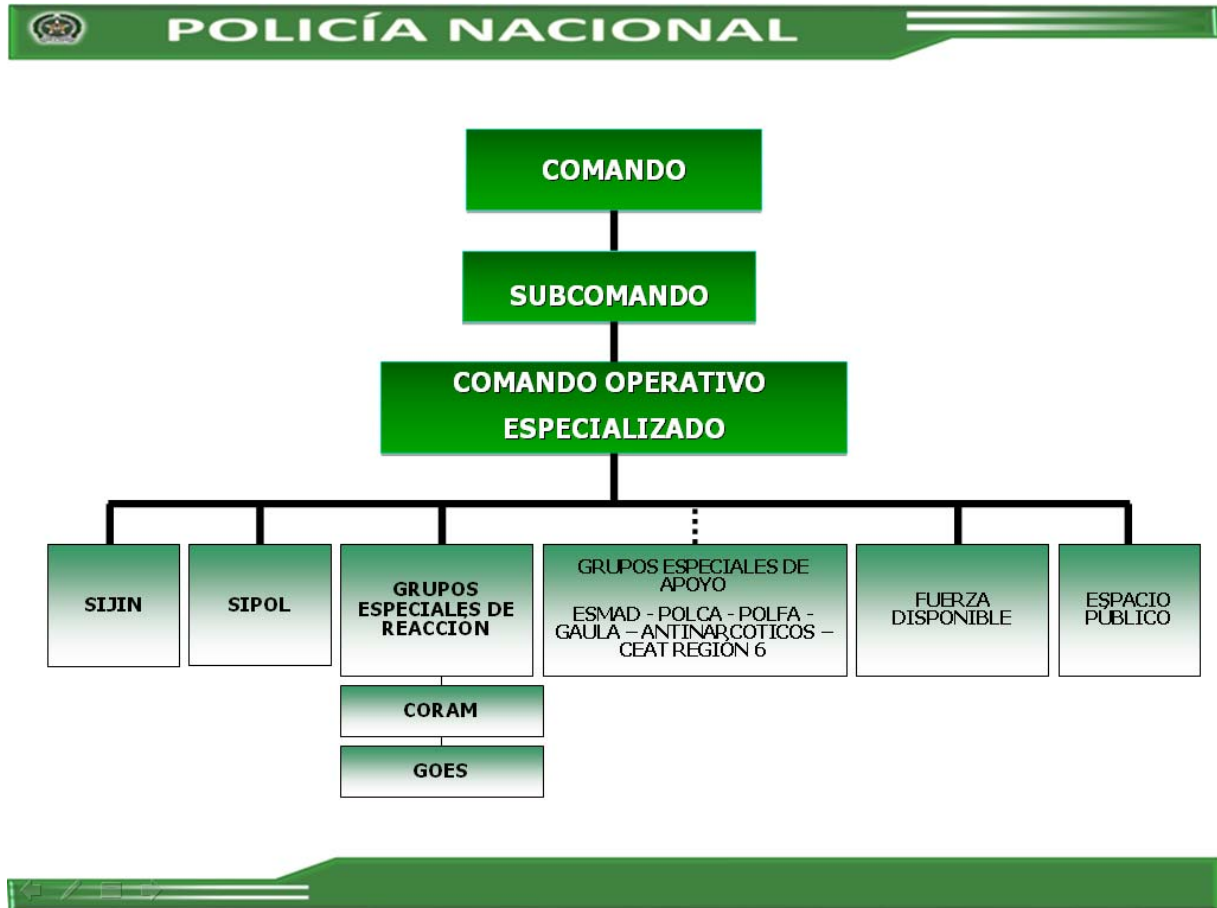 POLICÍA NACIONAL
COMANDO
SUBCOMANDO
COMANDO OPERATIVO
ESPECIALIZADO
SIJIN
SIPOL
GRUPOS
ESPECIALES DE
REACCIÓN
CORAM
GOES
GRUPOS ESPECIALES DE
APOYO
ESMAD - POLCA - POLFA -
GAULA – ANTINARCOTICOS –
CEAT REGIÓN 6
FUERZA
DISPONIBLE
ESPACIO
PÚBLICO